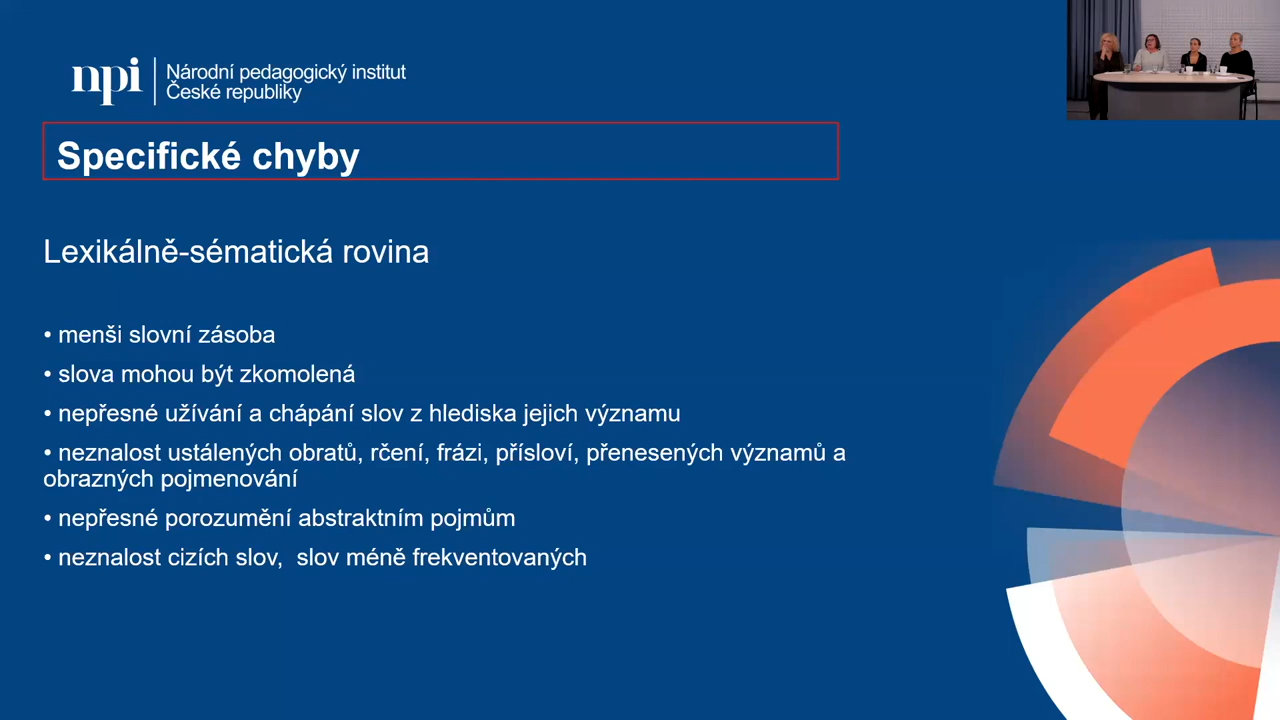 npi
Národní pedagogický institut
České republiky
Specifické chyby
Lexikálně-sématická rovina
• menši slovní zásoba
• slova mohou být zkomolená
• nepřesné užívání a chápání slov z hlediska jejich významu
• neznalost ustálených obratů, rčení, frázi, přísloví, přenesených významů a
obrazných pojmenování
• nepřesné porozumění abstraktním pojmům
• neznalost cizích slov,  slov méně frekventovaných